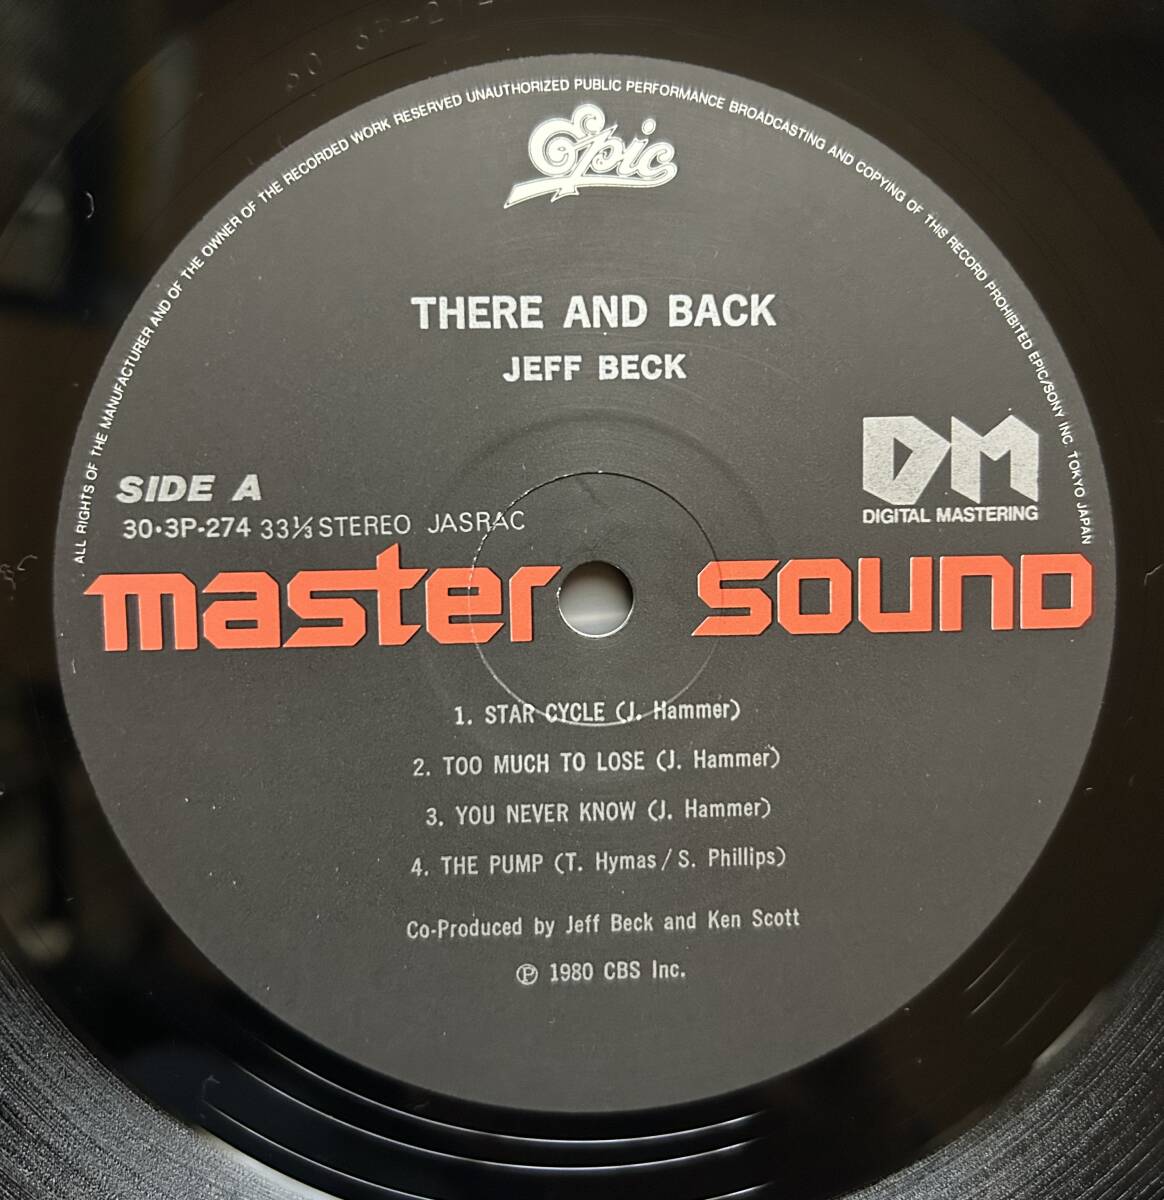 30-3P-272
ALL RIGHTS OF THE MANUFACTURER AND OF THE OWNER OF THE RECORDED WORK RESERVED UNAUTHORIZED PUBLIC PERFORMANCE BROADCASTING AND COPYING OF THIS RECORD PROHIBITED EPIC/SONY INC. TOKYO JAPAN
Epic
THERE AND BACK
JEFF BECK
DM
DIGITAL MASTERING
SIDE A
30·3P-274 33⅓ STEREO JASRAC
master sound
1. STAR CYCLE (J. Hammer)
2. TOO MUCH TO LOSE (J. Hammer)
3. YOU NEVER KNOW (J. Hammer)
4. THE PUMP (T. Hymas / S. Phillips)
Co-Produced by Jeff Beck and Ken Scott
℗ 1980 CBS Inc.